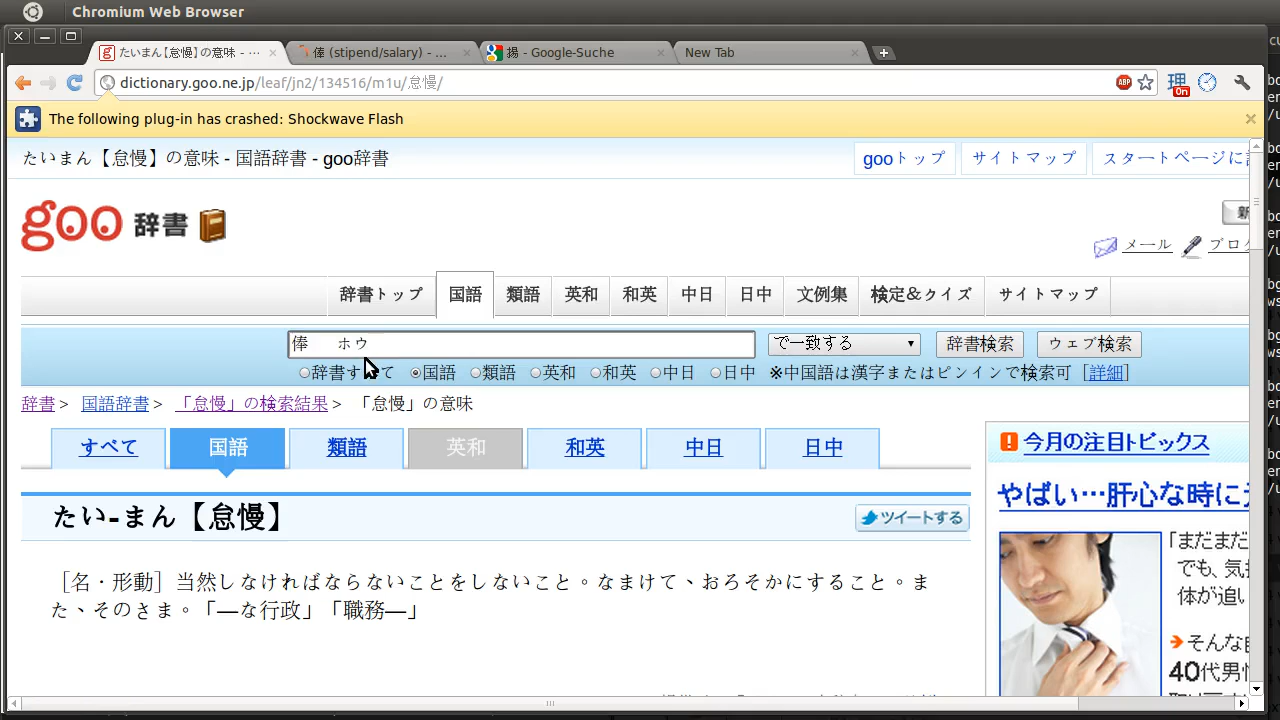 Chromium Web Browser
たいまん【怠慢】の意味 - ···
俸 (stipend/salary) - ...
揚 - Google-Suche
New Tab
dictionary.goo.ne.jp/leaf/jn2/134516/m1u/怠慢/
ABP
理
On
The following plug-in has crashed: Shockwave Flash
たいまん【怠慢】の意味 - 国語辞書 - goo辞書
gooトップ
サイトマップ
スタートページに
goo 辞書
新
メール
ブログ
辞書トップ
国語
類語
英和
和英
中日
日中
文例集
検定＆クイズ
サイトマップ
俸　ホウ
で一致する
辞書検索
ウェブ検索
辞書すべて
国語
類語
英和
和英
中日
日中
※中国語は漢字またはピンインで検索可 [詳細]
辞書 > 国語辞書 > 「怠慢」の検索結果 > 「怠慢」の意味
すべて
国語
類語
英和
和英
中日
日中
今月の注目トピックス
やばい…肝心な時に
たい-まん【怠慢】
ツイートする
［名・形動］当然しなければならないことをしないこと。なまけて、おろそかにすること。ま
た、そのさま。「―な行政」「職務―」
「まだまだ
でも、気
体が追い
そんな
40代男性